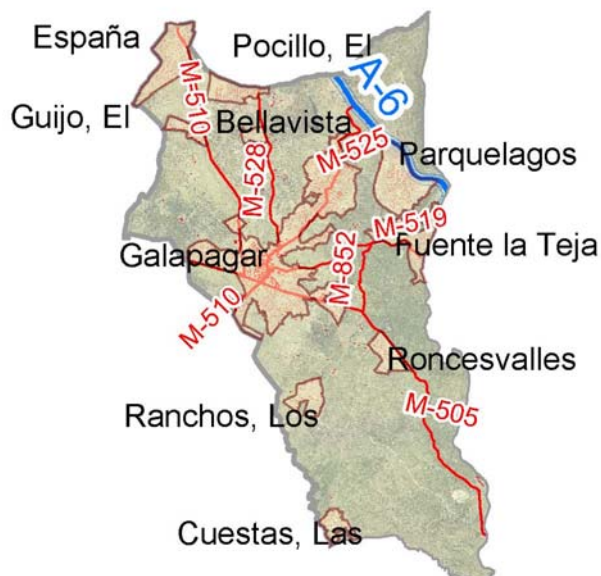 España
Pocillo, El
A-6
M-510
Guijo, El
Bellavista
M-528
M-525
Parquelagos
M-519
Galapagar
M-852
Fuente la Teja
M-510
Roncesvalles
Ranchos, Los
M-505
Cuestas, Las